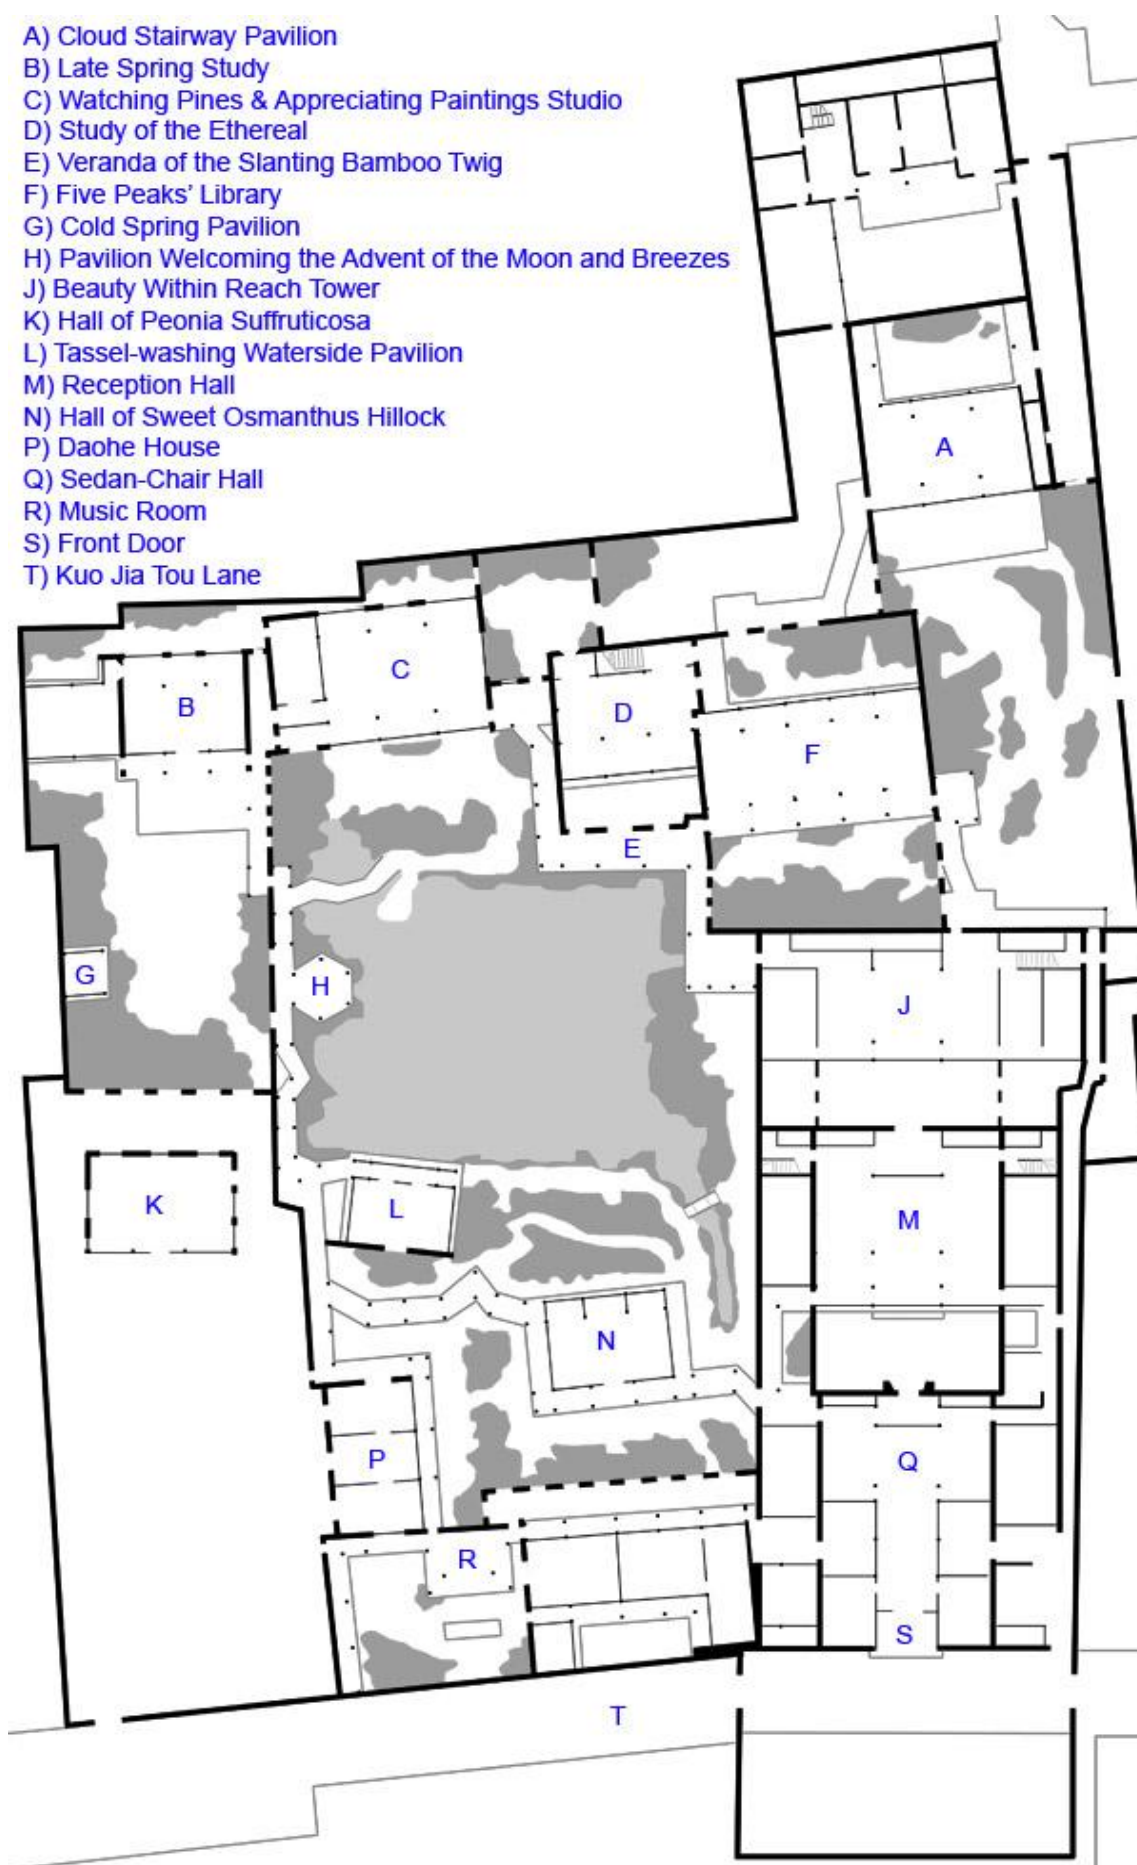 A) Cloud Stairway Pavilion
B) Late Spring Study
C) Watching Pines & Appreciating Paintings Studio
D) Study of the Ethereal
E) Veranda of the Slanting Bamboo Twig
F) Five Peaks’ Library
G) Cold Spring Pavilion
H) Pavilion Welcoming the Advent of the Moon and Breezes
J) Beauty Within Reach Tower
K) Hall of Peonia Suffruticosa
L) Tassel-washing Waterside Pavilion
M) Reception Hall
N) Hall of Sweet Osmanthus Hillock
P) Daohe House
Q) Sedan-Chair Hall
R) Music Room
S) Front Door
T) Kuo Jia Tou Lane
A
C
B
D
F
E
G
H
J
K
L
M
N
P
Q
R
S
T